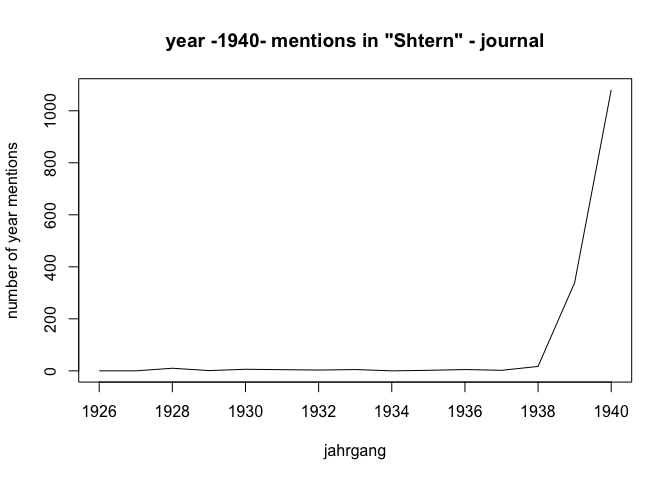 year -1940- mentions in "Shtern" - journal
number of year mentions
1000
800
600
400
200
0
1926 1928 1930 1932 1934 1936 1938 1940
jahrgang